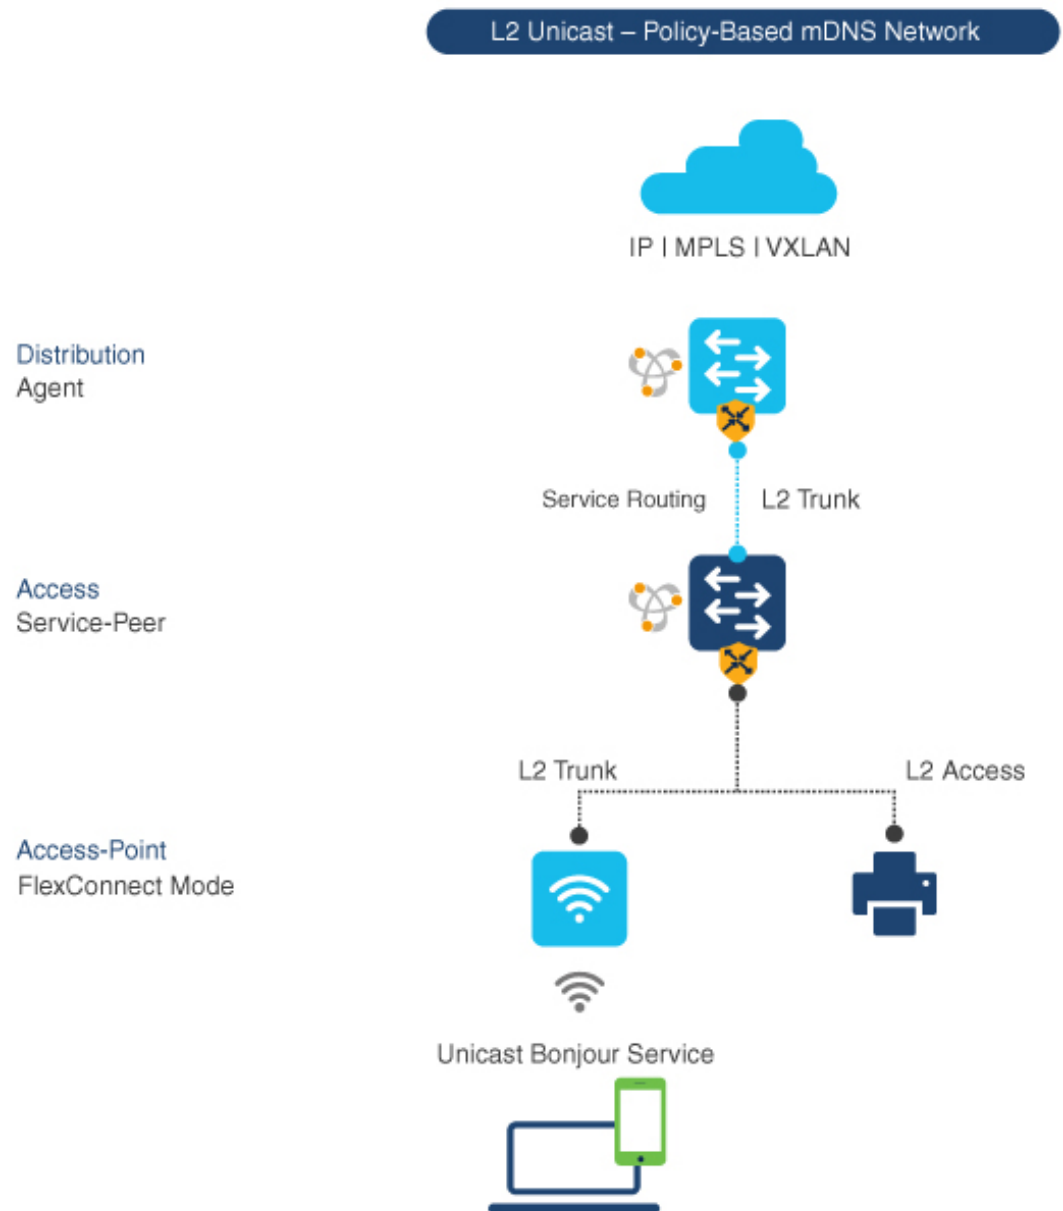 L2 Unicast – Policy-Based mDNS Network
IP | MPLS | VXLAN
Distribution
Agent
Service Routing
L2 Trunk
Access
Service-Peer
L2 Trunk
L2 Access
Access-Point
FlexConnect Mode
Unicast Bonjour Service